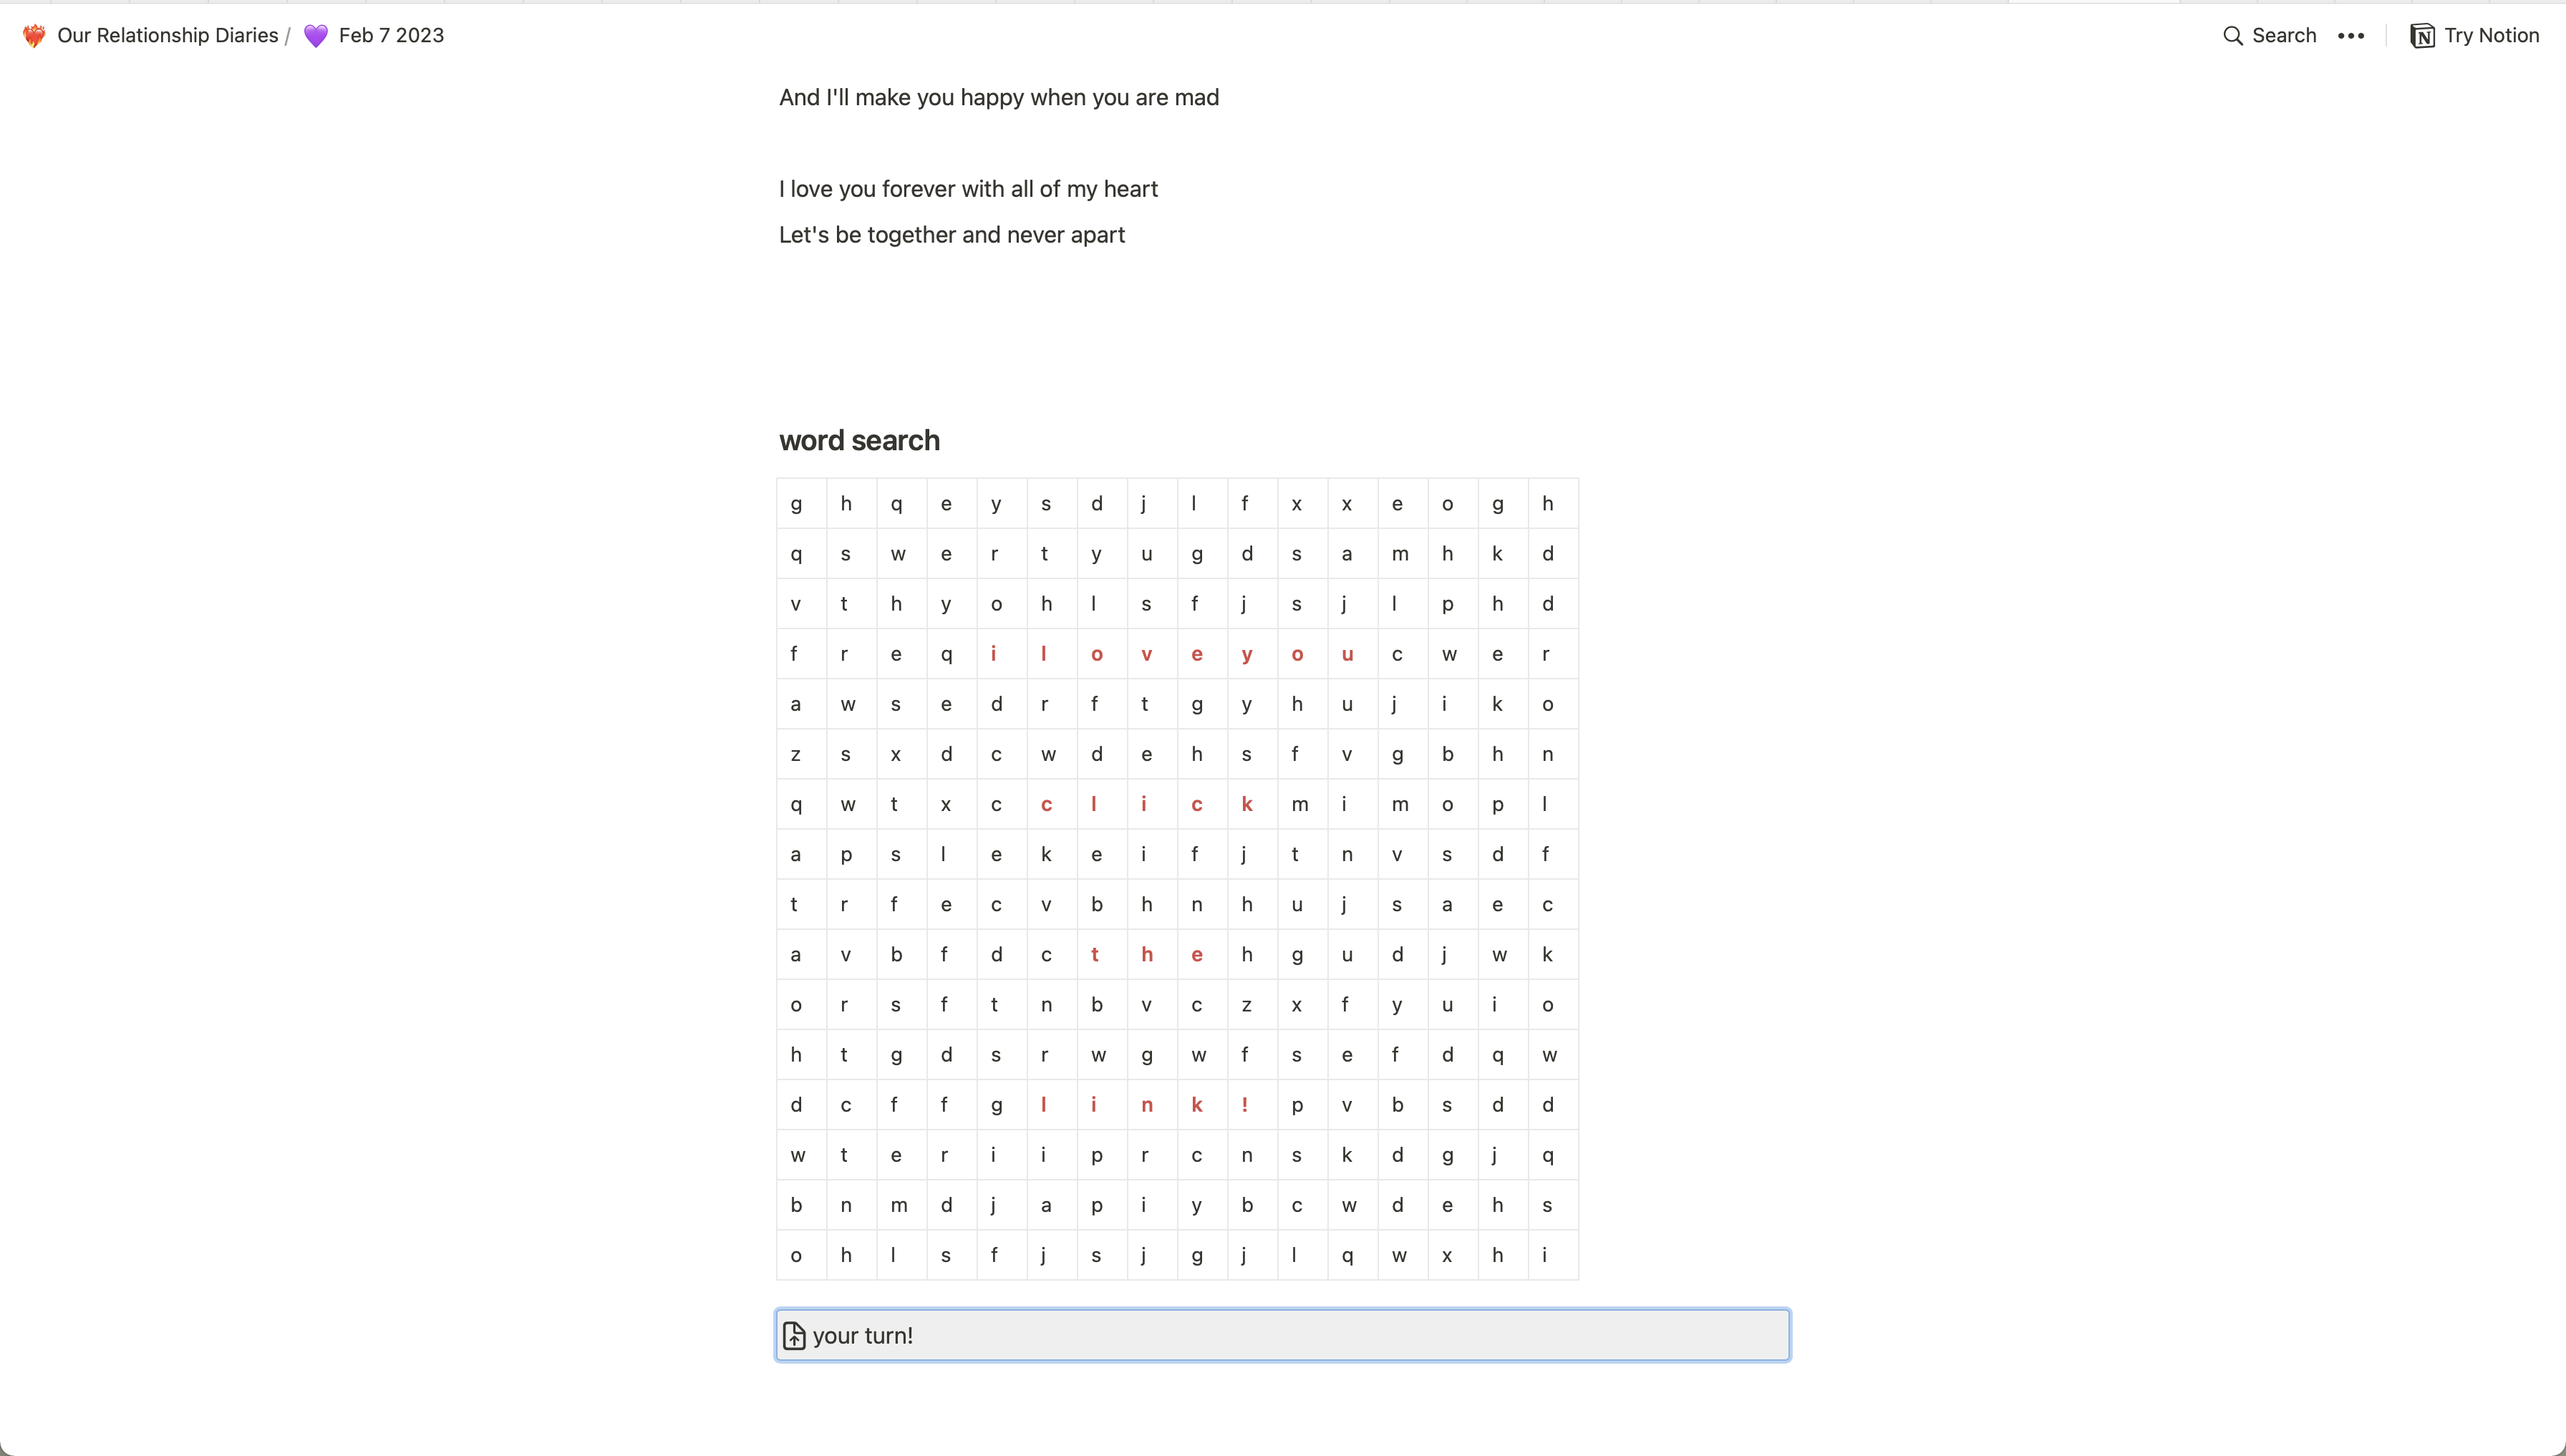 Our Relationship Diaries / Feb 7 2023 Search Try Notion
And I'll make you happy when you are mad
I love you forever with all of my heart
Let's be together and never apart
word search
g h q e y s d j l f x x e o g h
q s w e r t y u g d s a m h k d
v t h y o h l s f j s j l p h d
f r e q i l o v e y o u c w e r
a w s e d r f t g y h u j i k o
z s x d c w d e h s f v g b h n
q w t x c c l i c k m i m o p l
a p s l e k e i f j t n v s d f
t r f e c v b h n h u j s a e c
a v b f d c t h e h g u d j w k
o r s f t n b v c z x f y u i o
h t g d s r w g w f s e f d q w
d c f f g l i n k ! p v b s d d
w t e r i i p r c n s k d g j q
b n m d j a p i y b c w d e h s
o h l s f j s j g j l q w x h i
your turn!